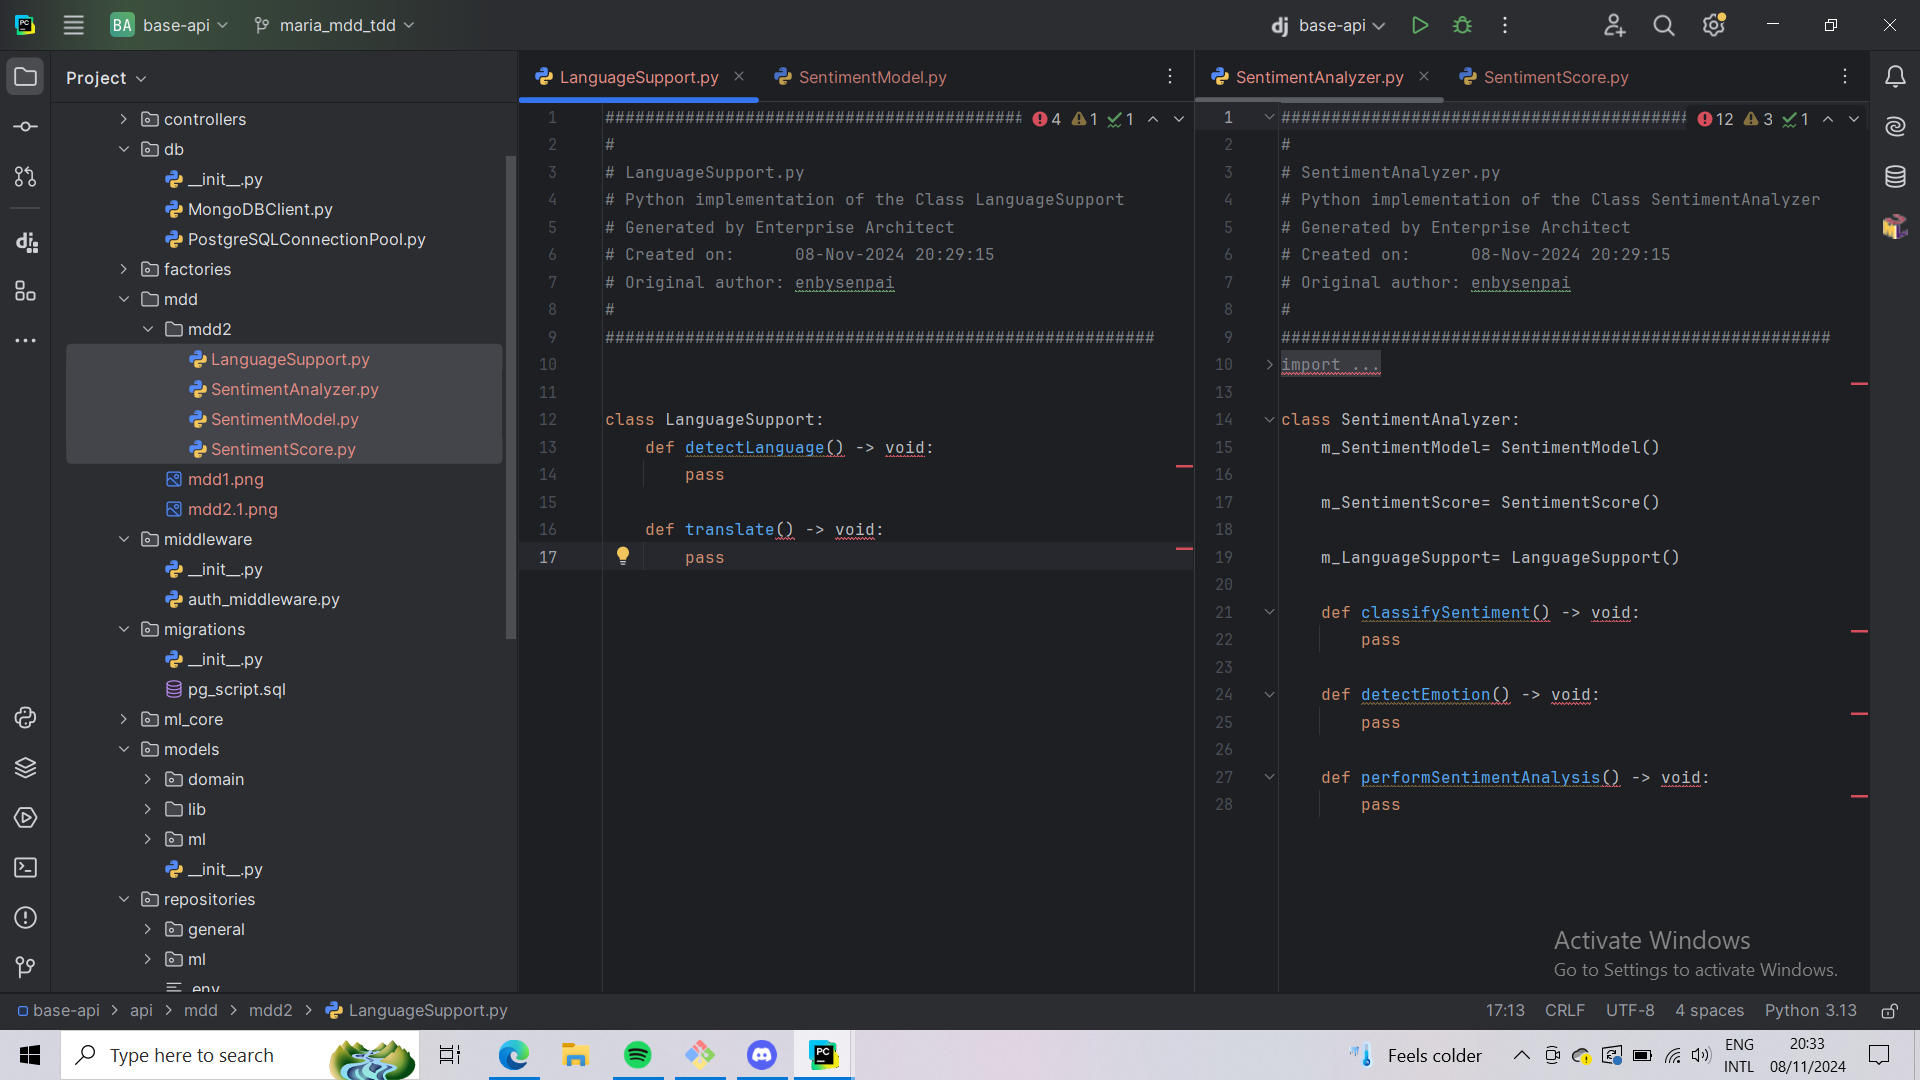 BA base-api
maria_mdd_tdd
dj base-api
Project
controllers
db
__init__.py
MongoDBClient.py
PostgreSQLConnectionPool.py
factories
mdd
mdd2
LanguageSupport.py
SentimentAnalyzer.py
SentimentModel.py
SentimentScore.py
mdd1.png
mdd2.1.png
middleware
__init__.py
auth_middleware.py
migrations
__init__.py
pg_script.sql
ml_core
models
domain
lib
ml
__init__.py
repositories
general
ml
.env
LanguageSupport.py
SentimentModel.py
4 1 1
1 ##########################################
2 #
3 # LanguageSupport.py
4 # Python implementation of the Class LanguageSupport
5 # Generated by Enterprise Architect
6 # Created on:      08-Nov-2024 20:29:15
7 # Original author: enbysenpai
8 #
9 #######################################################
10
11
12 class LanguageSupport:
13     def detectLanguage() -> void:
14         pass
15
16     def translate() -> void:
17         pass
SentimentAnalyzer.py
SentimentScore.py
12 3 1
1 #########################################
2 #
3 # SentimentAnalyzer.py
4 # Python implementation of the Class SentimentAnalyzer
5 # Generated by Enterprise Architect
6 # Created on:      08-Nov-2024 20:29:15
7 # Original author: enbysenpai
8 #
9 #######################################################
10 import ...
13
14 class SentimentAnalyzer:
15     m_SentimentModel= SentimentModel()
16
17     m_SentimentScore= SentimentScore()
18
19     m_LanguageSupport= LanguageSupport()
20
21     def classifySentiment() -> void:
22         pass
23
24     def detectEmotion() -> void:
25         pass
26
27     def performSentimentAnalysis() -> void:
28         pass
Activate Windows
Go to Settings to activate Windows.
base-api > api > mdd > mdd2 > LanguageSupport.py
17:13 CRLF UTF-8 4 spaces Python 3.13
Type here to search
PC
Feels colder
ENG
INTL
20:33
08/11/2024